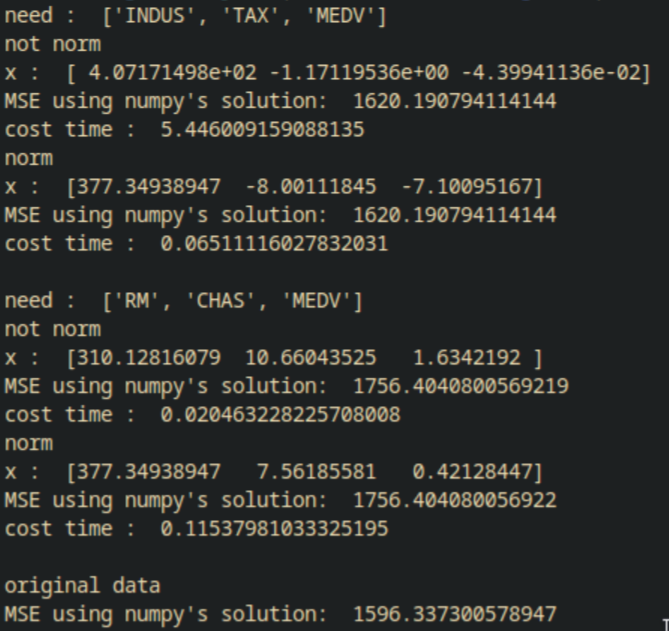 need :  ['INDUS', 'TAX', 'MEDV']
not norm
x :  [ 4.07171498e+02 -1.17119536e+00 -4.39941136e-02]
MSE using numpy's solution:  1620.190794114144
cost time :  5.446009159088135
norm
x :  [377.34938947  -8.00111845  -7.10095167]
MSE using numpy's solution:  1620.190794114144
cost time :  0.06511116027832031
need :  ['RM', 'CHAS', 'MEDV']
not norm
x :  [310.12816079  10.66043525   1.6342192 ]
MSE using numpy's solution:  1756.4040800569219
cost time :  0.020463228225708008
norm
x :  [377.34938947   7.56185581   0.42128447]
MSE using numpy's solution:  1756.404080056922
cost time :  0.11537981033325195
original data
MSE using numpy's solution:  1596.337300578947